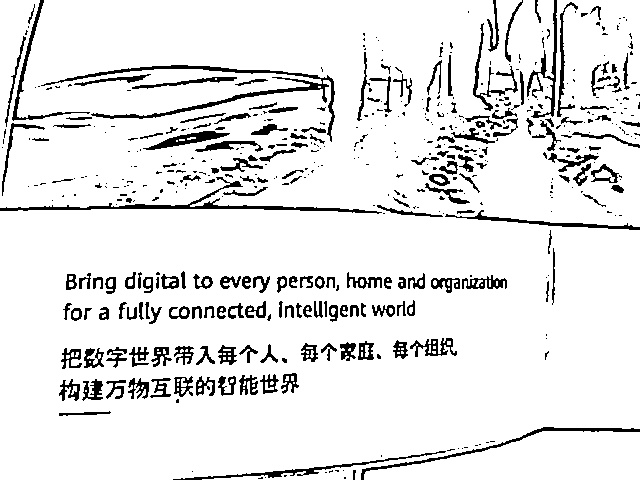 Bring digital to every person, home and organization
for a fully connected, intelligent world
把数字世界带入每个人、每个家庭、每个组织
构建万物互联的智能世界